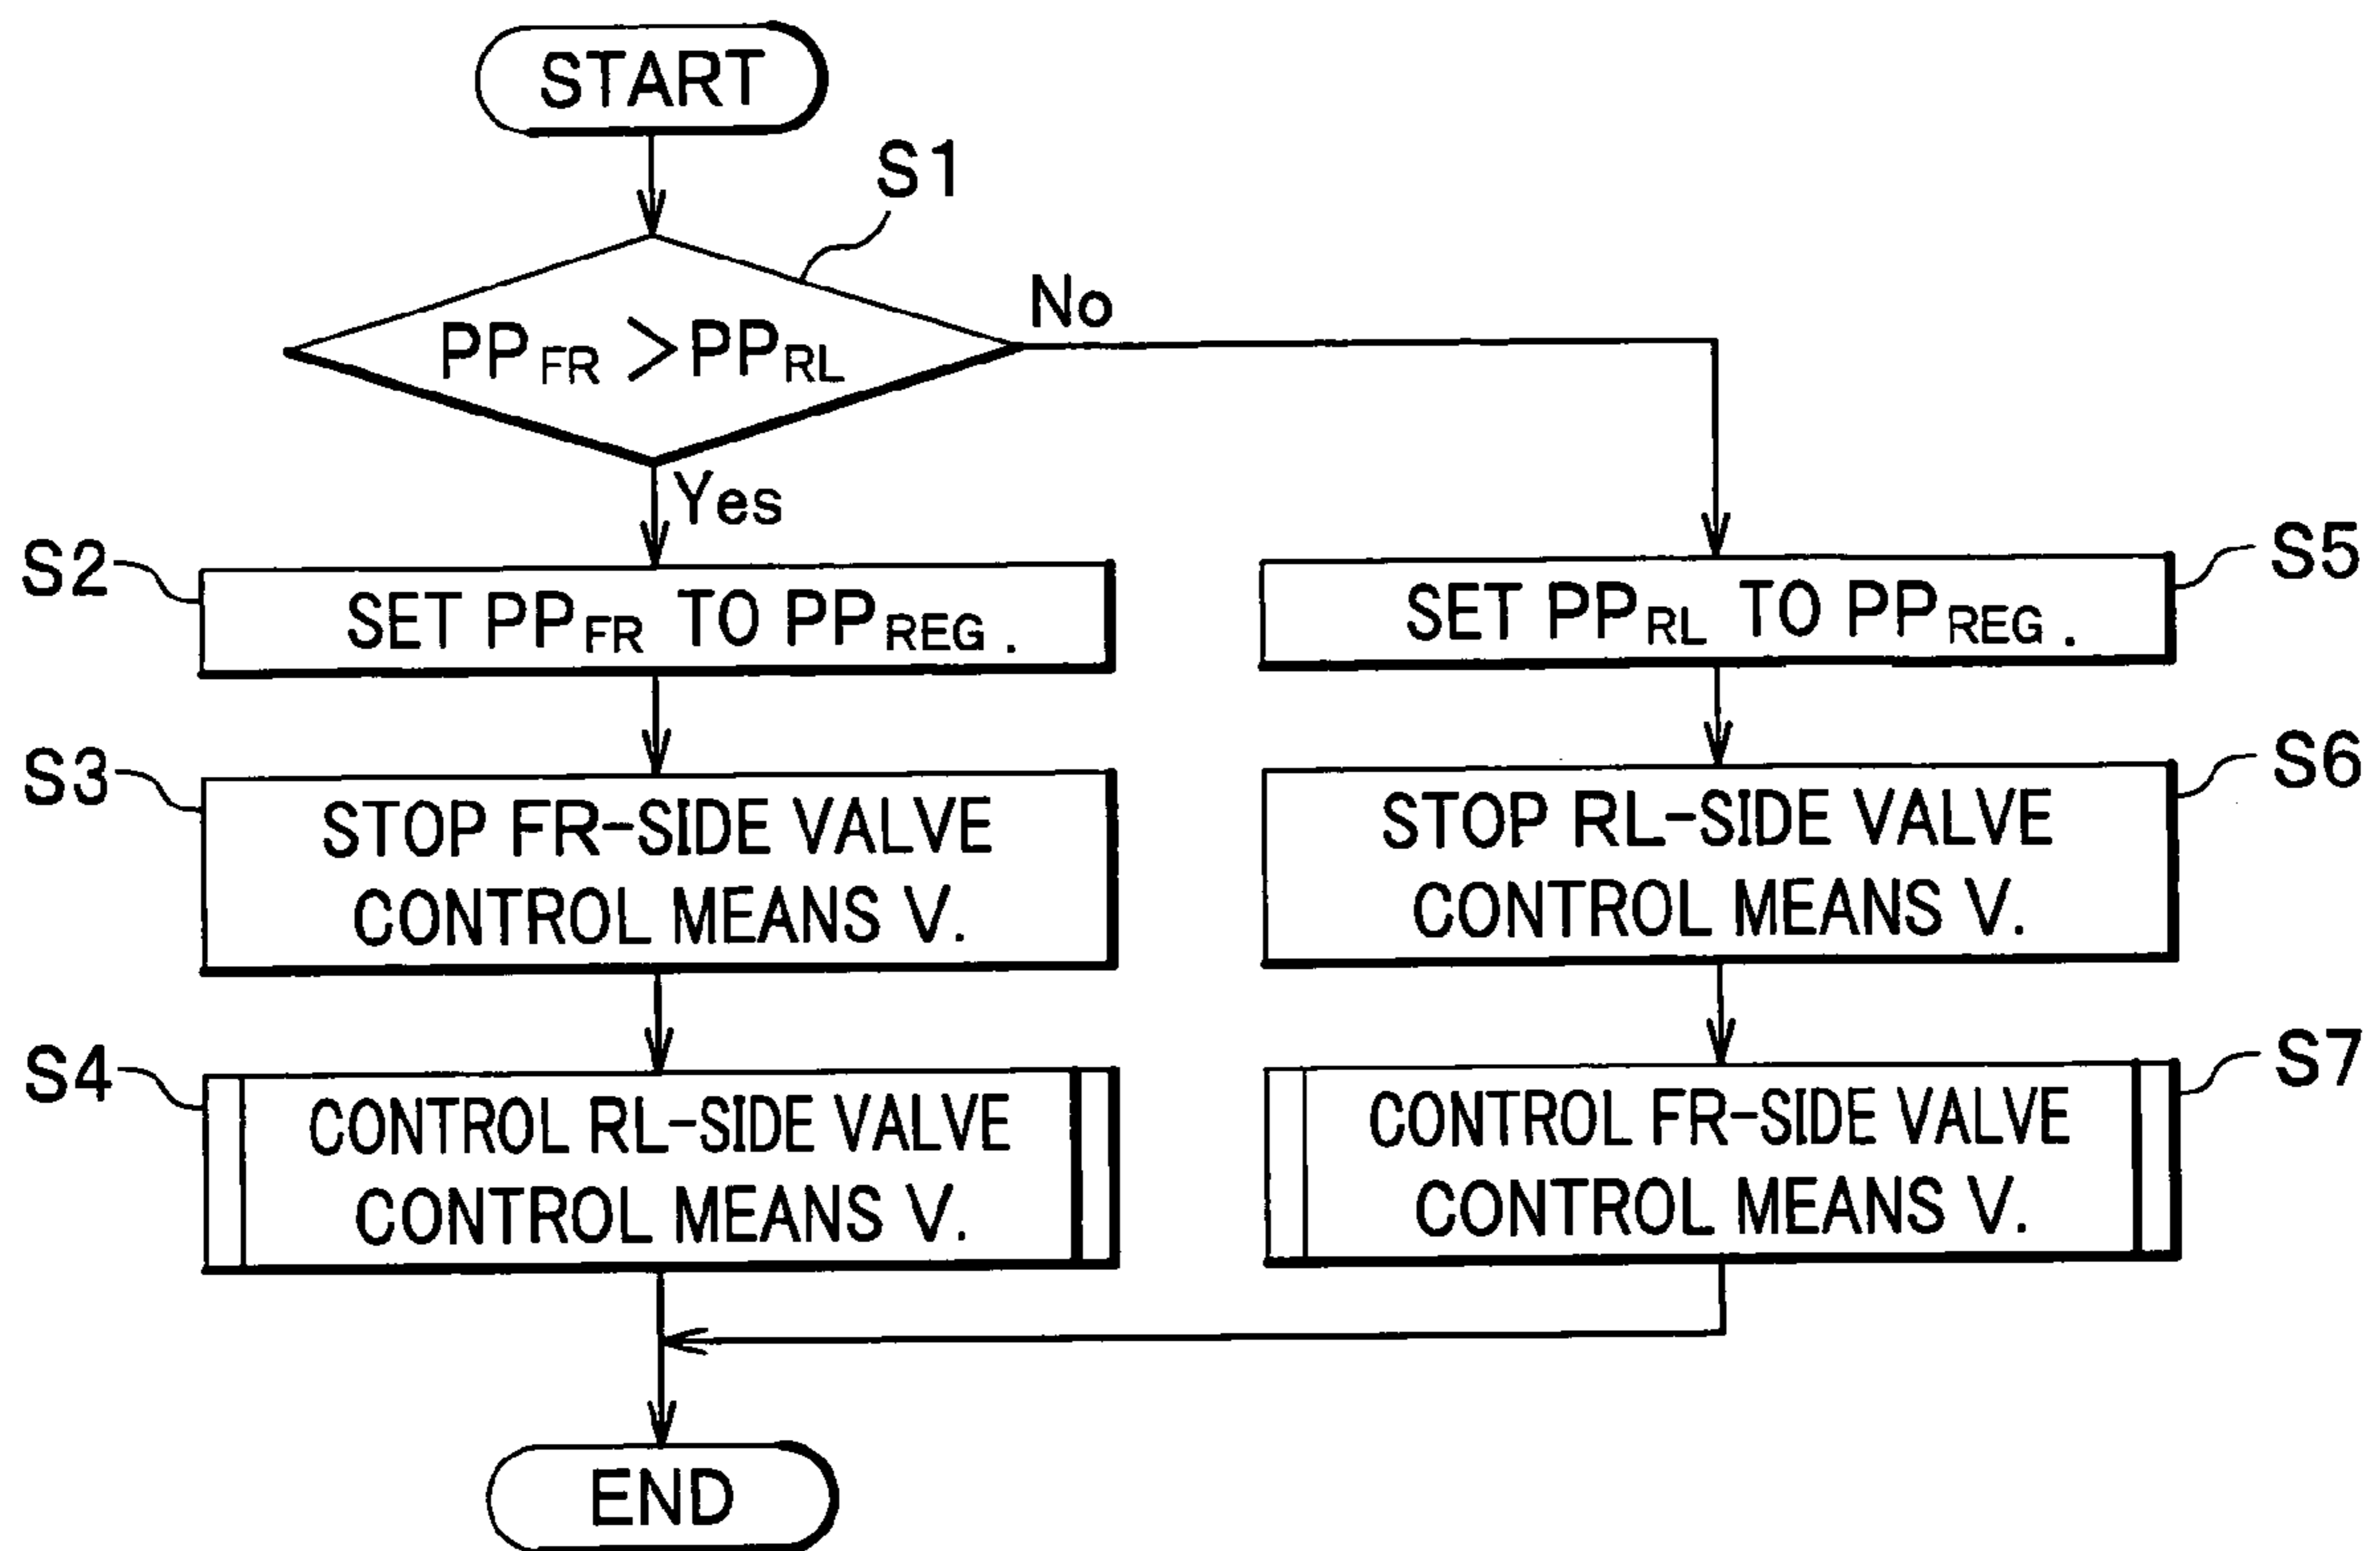 START
S1
PPFR > PPRL
No
Yes
S2
SET PPFR TO PPREG.
S3
STOP FR-SIDE VALVE
CONTROL MEANS V.
S4
CONTROL RL-SIDE VALVE
CONTROL MEANS V.
S5
SET PPRL TO PPREG.
S6
STOP RL-SIDE VALVE
CONTROL MEANS V.
S7
CONTROL FR-SIDE VALVE
CONTROL MEANS V.
END